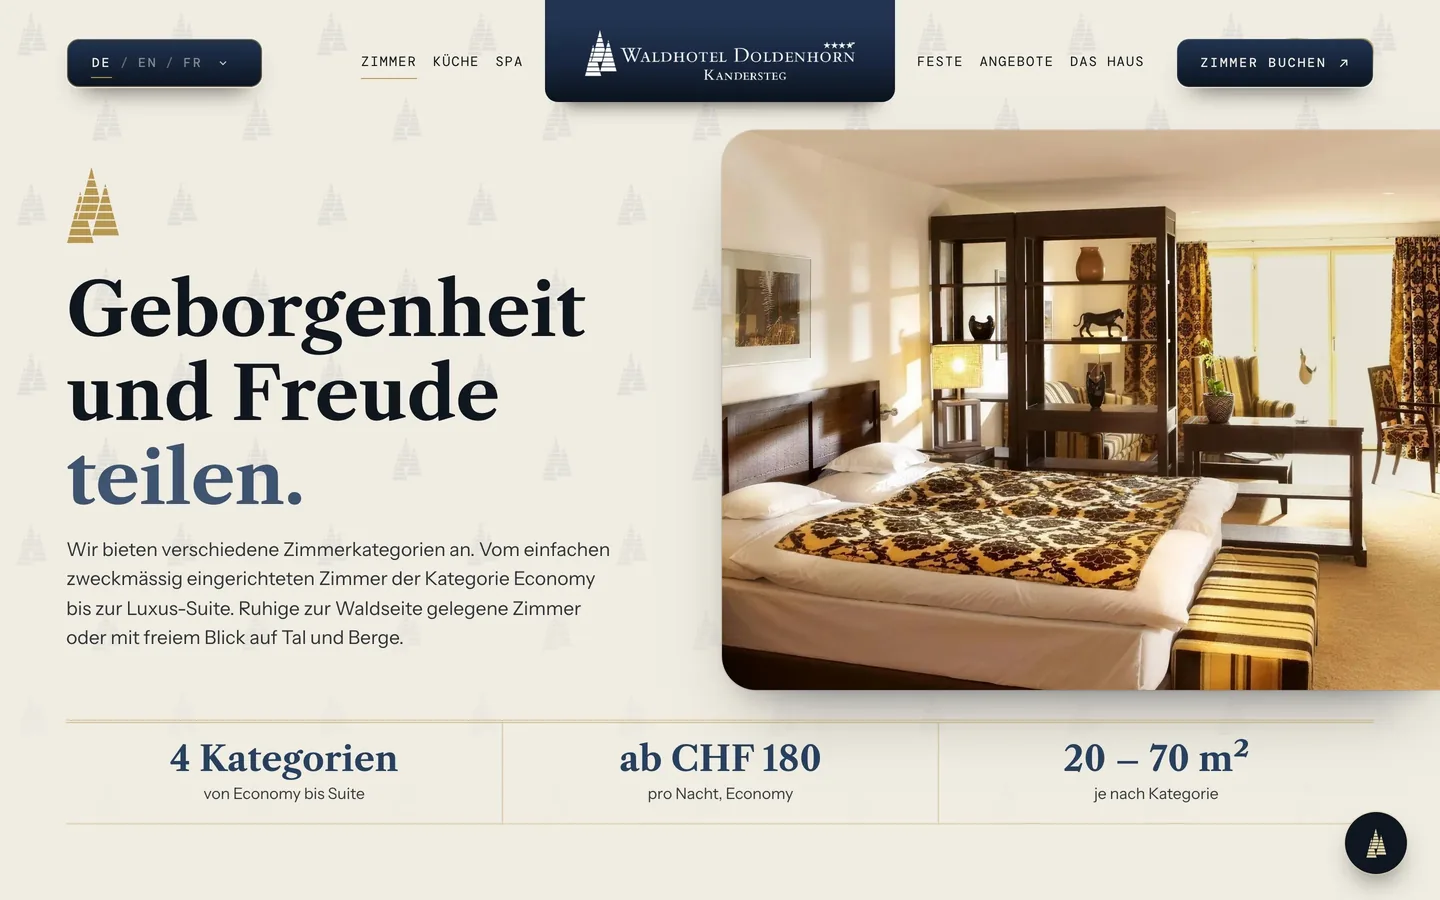 DE / EN / FR
ZIMMER KÜCHE SPA
WALDHOTEL DOLDENHORN
KANDERSTEG
FESTE ANGEBOTE DAS HAUS
ZIMMER BUCHEN
Geborgenheit
und Freude
teilen.
Wir bieten verschiedene Zimmerkategorien an. Vom einfachen
zweckmässig eingerichteten Zimmer der Kategorie Economy
bis zur Luxus-Suite. Ruhige zur Waldseite gelegene Zimmer
oder mit freiem Blick auf Tal und Berge.
4 Kategorien
von Economy bis Suite
ab CHF 180
pro Nacht, Economy
20 – 70 m²
je nach Kategorie